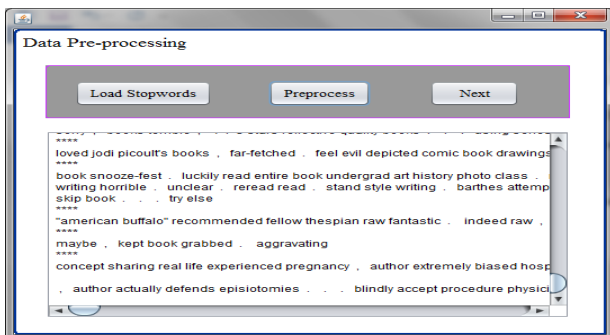 Data Pre-processing
Load Stopwords
Preprocess
Next
****
loved jodi picoult's books , far-fetched . feel evil depicted comic book drawings
****
book snooze-fest . luckily read entire book undergrad art history photo class .
writing horrible , unclear . reread read . stand style writing , barthes attemp
skip book . . . try else
****
"american buffalo" recommended fellow thespian raw fantastic . indeed raw ,
****
maybe , kept book grabbed . aggravating
****
concept sharing real life experienced pregnancy , author extremely biased hosp
, author actually defends episiotomies . . . blindly accept procedure physici